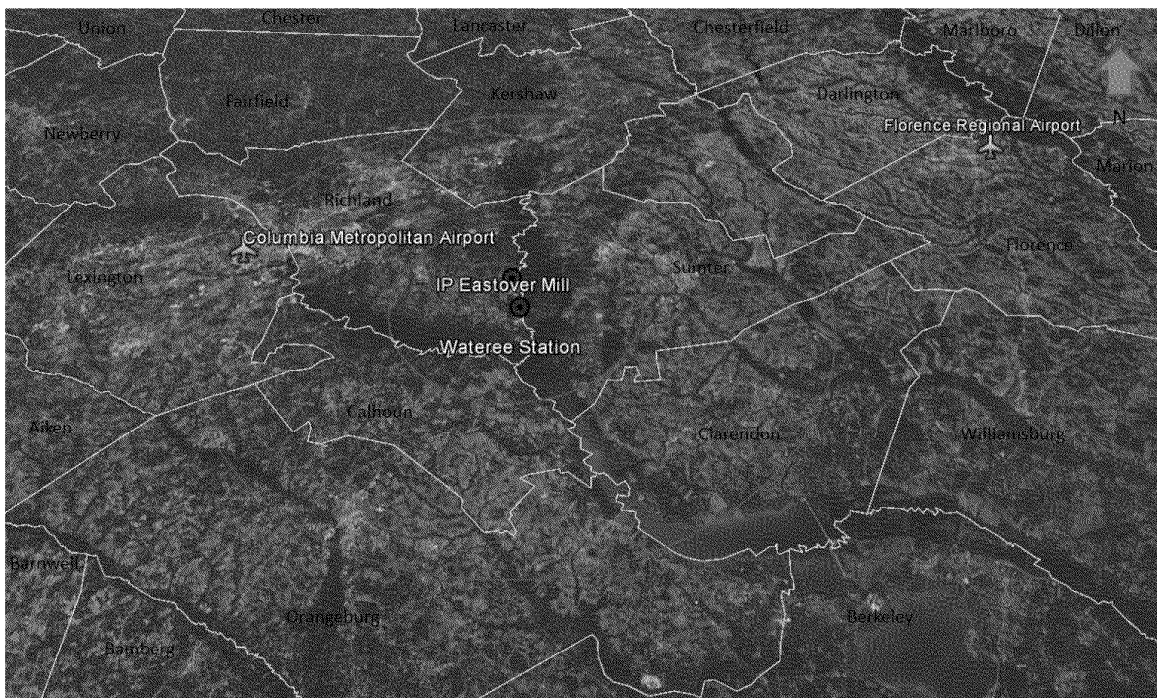 Union
Chester
Lancaster
Chesterfield
Marlboro
Dillon
Fairfield
Kershaw
Darlington
Newberry
Florence Regional Airport
N
Marion
Richland
Columbia Metropolitan Airport
Lexington
Sumter
Florence
IP Eastover Mill
Wateree Station
Calhoun
Aiken
Clarendon
Williamsburg
Barnwell
Orangeburg
Berkeley
Bamberg